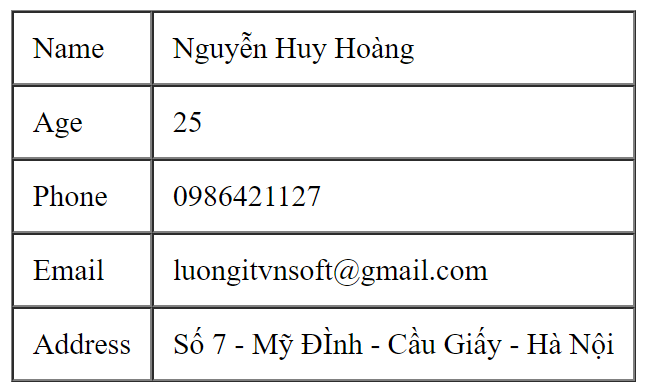 Name Nguyễn Huy Hoàng
Age 25
Phone 0986421127
Email luongitvnsoft@gmail.com
Address Số 7 - Mỹ ĐÌnh - Cầu Giấy - Hà Nội